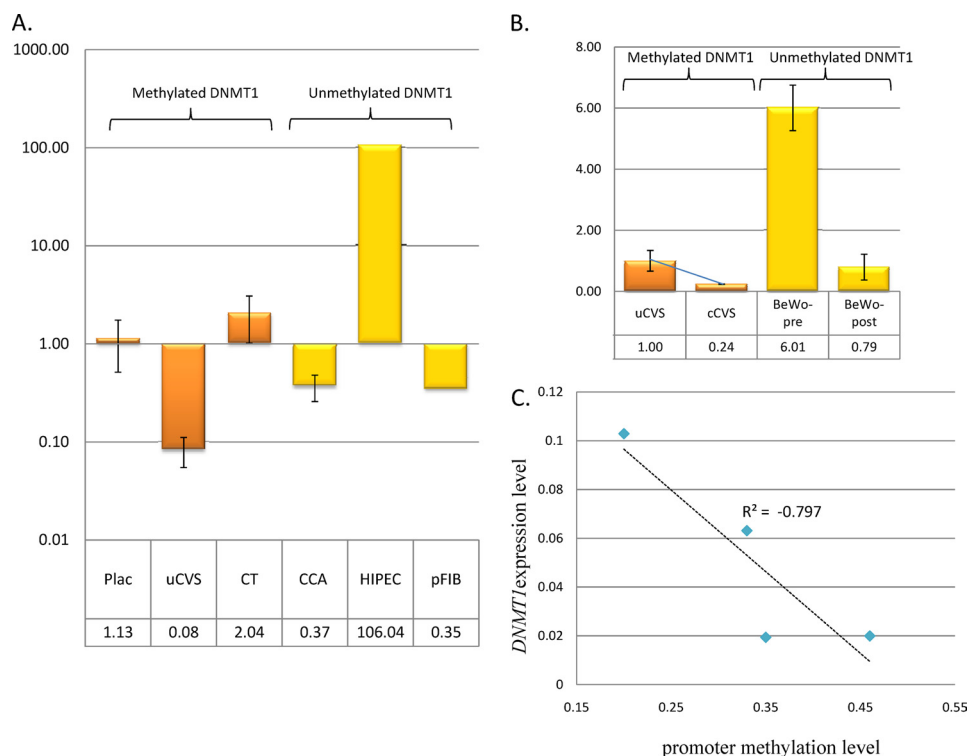 A.
1000.00
100.00
10.00
1.00
0.10
0.01
Methylated DNMT1
Unmethylated DNMT1
Plac uCVS CT CCA HIPEC pFIB
1.13 0.08 2.04 0.37 106.04 0.35
B.
8.00
6.00
4.00
2.00
0.00
Methylated DNMT1
Unmethylated DNMT1
uCVS cCVS BeWo- BeWo-
pre post
1.00 0.24 6.01 0.79
C.
0.12
0.1
0.08
0.06
0.04
0.02
0
DNMT1expression level
R² = -0.797
0.15 0.25 0.35 0.45 0.55
promoter methylation level